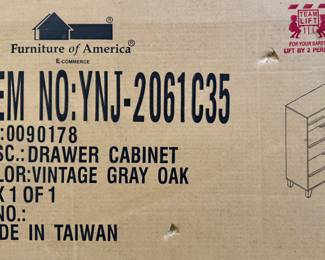 Furniture of America®
E-COMMERCE
TEAM
LIFT
FOR YOUR SAFETY
LIFT BY 2 PERS
EM NO:YNJ-2061C35
:0090178
SC.:DRAWER CABINET
LOR:VINTAGE GRAY OAK
X 1 OF 1
NO.:
DE IN TAIWAN